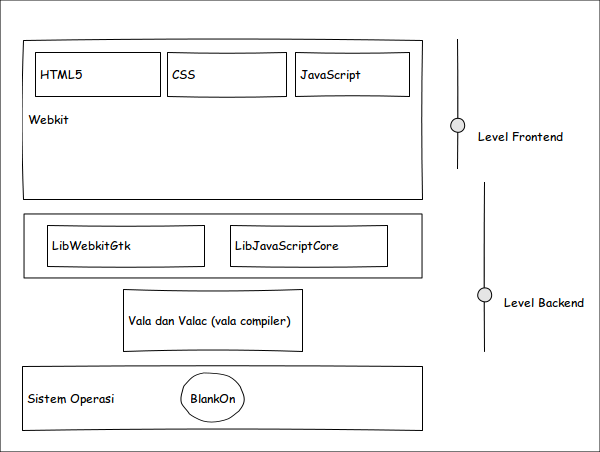 HTML5
CSS
JavaScript
Webkit
Level Frontend
LibWebkitGtk
LibJavaScriptCore
Level Backend
Vala dan Valac (vala compiler)
Sistem Operasi
BlankOn